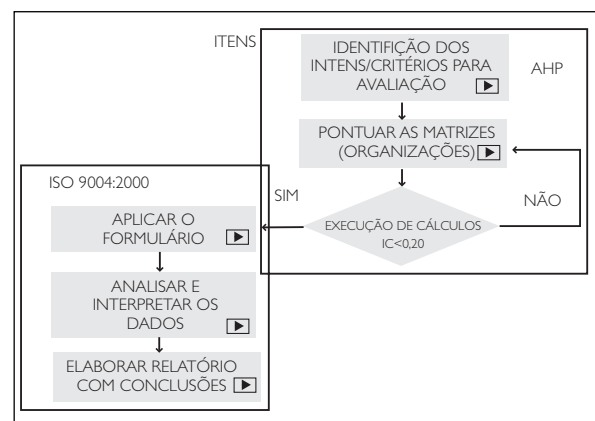 ITENS
IDENTIFIÇÃO DOS
INTENS/CRITÉRIOS PARA
AVALIAÇÃO
AHP
PONTUAR AS MATRIZES
(ORGANIZAÇÕES)
NÃO
EXECUÇÃO DE CÁLCULOS
IC<0,20
SIM
ISO 9004:2000
APLICAR O
FORMULÁRIO
ANALISAR E
INTERPRETAR OS
DADOS
ELABORAR RELATÓRIO
COM CONCLUSÕES